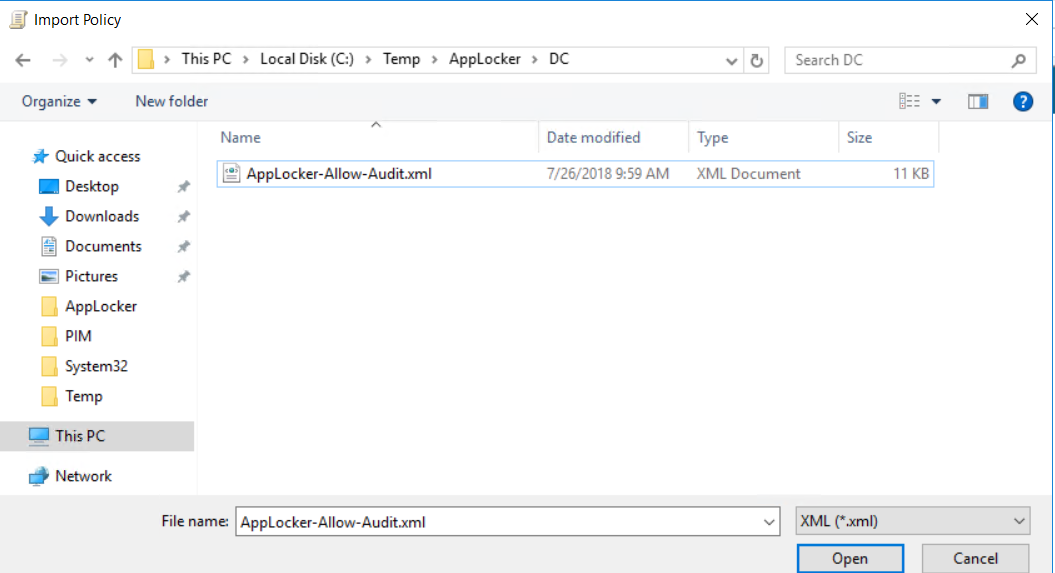 Import Policy
This PC Local Disk (C:) Temp AppLocker DC
Search DC
Organize New folder
?
Name Date modified Type Size
AppLocker-Allow-Audit.xml 7/26/2018 9:59 AM XML Document 11 KB
Quick access
Desktop
Downloads
Documents
Pictures
AppLocker
PIM
System32
Temp
This PC
Network
File name: AppLocker-Allow-Audit.xml XML (*.xml)
Open Cancel